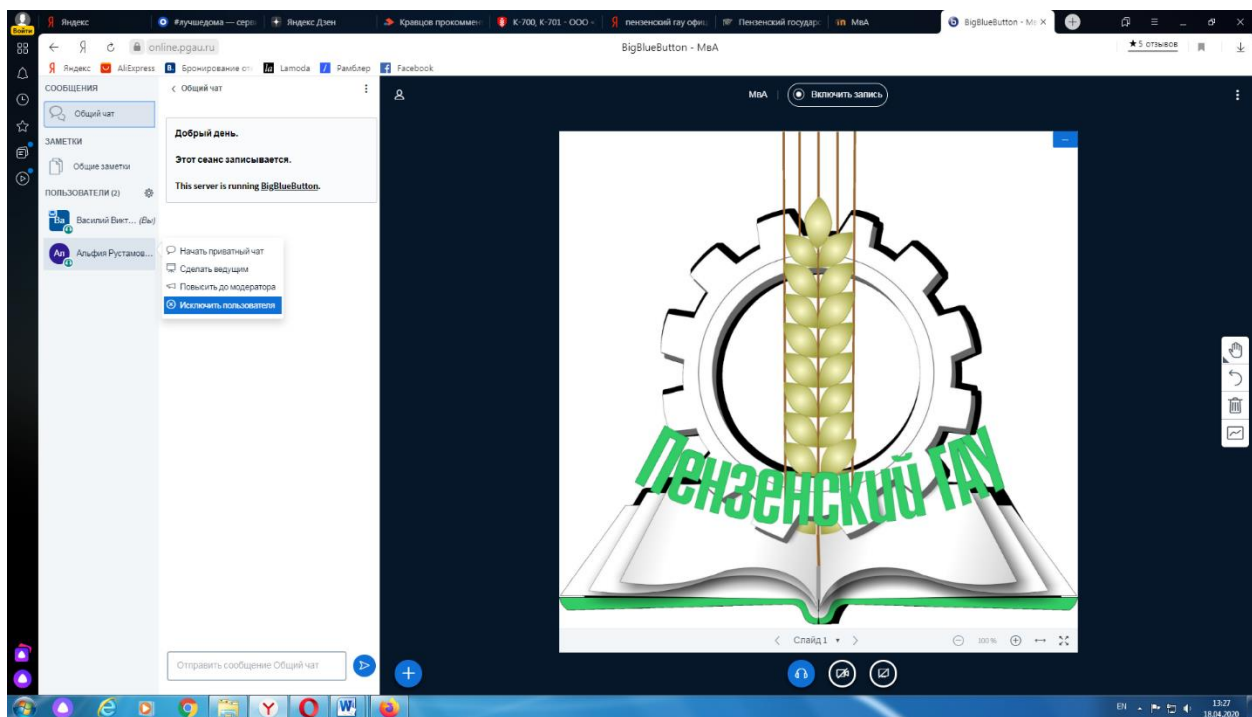 Войти
Яндекс
#лучшедома — серв
Яндекс Дзен
Кравцов прокоммен
К-700, К-701 - ООО «
пензенский гау офиц
Пензенский государс
МвА
BigBlueButton - Мв
online.pgau.ru
BigBlueButton - МвА
★5 отзывов
Яндекс
AliExpress
Бронирование от
Lamoda
Рамблер
Facebook
СООБЩЕНИЯ
Общий чат
ЗАМЕТКИ
Общие заметки
ПОЛЬЗОВАТЕЛИ (2)
Ва
Василий Викт... (Вы)
Ал
Альфия Рустамов...
Общий чат
Добрый день.
Этот сеанс записывается.
This server is running BigBlueButton.
Начать приватный чат
Сделать ведущим
Повысить до модератора
Исключить пользователя
Отправить сообщение Общий чат
МвА
Включить запись
Пензенский ГАУ
Слайд 1
100 %
EN
13:27
18.04.2020